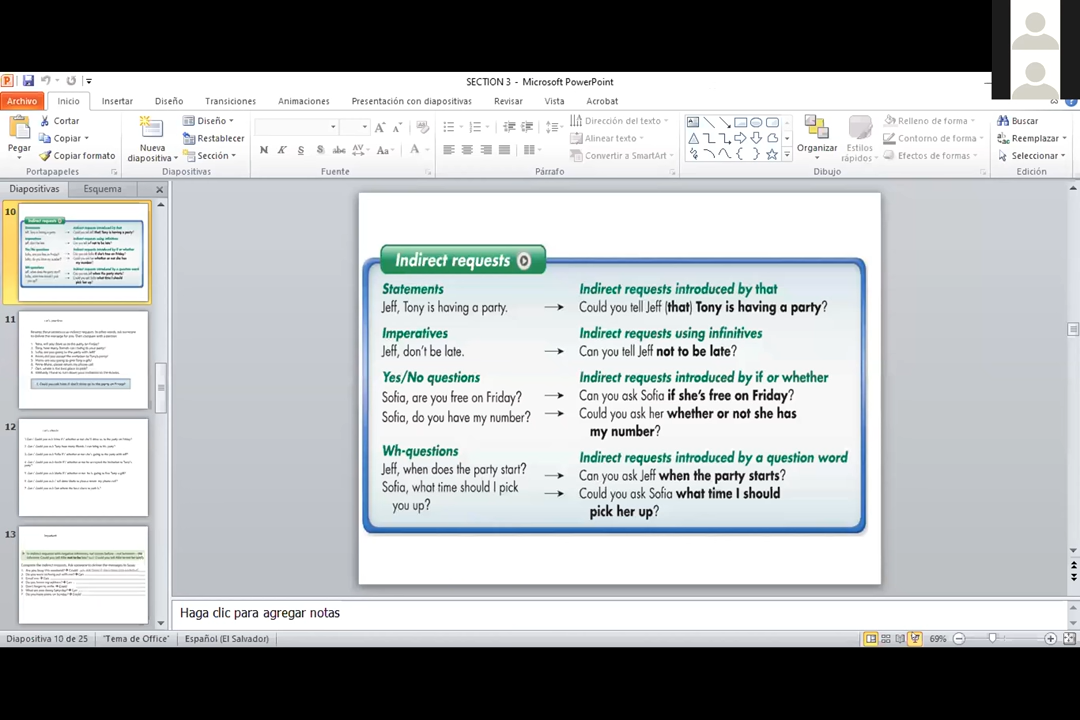 SECTION 3 - Microsoft PowerPoint
Archivo Inicio Insertar Diseño Transiciones Animaciones Presentación con diapositivas Revisar Vista Acrobat
Pegar
Cortar
Copiar
Copiar formato
Portapapeles
Nueva
diapositiva
Diseño
Restablecer
Sección
Diapositivas
N K S S abc AV Aa A
Fuente
Dirección del texto
Alinear texto
Convertir a SmartArt
Párrafo
Organizar
Estilos
rápidos
Relleno de forma
Contorno de forma
Efectos de formas
Dibujo
Buscar
Reemplazar
Seleccionar
Edición
Diapositivas Esquema
10
11
12
13
Indirect requests
Statements
Jeff, Tony is having a party.
Indirect requests introduced by that
Could you tell Jeff (that) Tony is having a party?
Imperatives
Jeff, don't be late.
Indirect requests using infinitives
Can you tell Jeff not to be late?
Yes/No questions
Sofia, are you free on Friday?
Sofia, do you have my number?
Indirect requests introduced by if or whether
Can you ask Sofia if she's free on Friday?
Could you ask her whether or not she has
my number?
Wh-questions
Jeff, when does the party start?
Sofia, what time should I pick
you up?
Indirect requests introduced by a question word
Can you ask Jeff when the party starts?
Could you ask Sofia what time I should
pick her up?
Haga clic para agregar notas
Diapositiva 10 de 25 "Tema de Office" Español (El Salvador) 69%